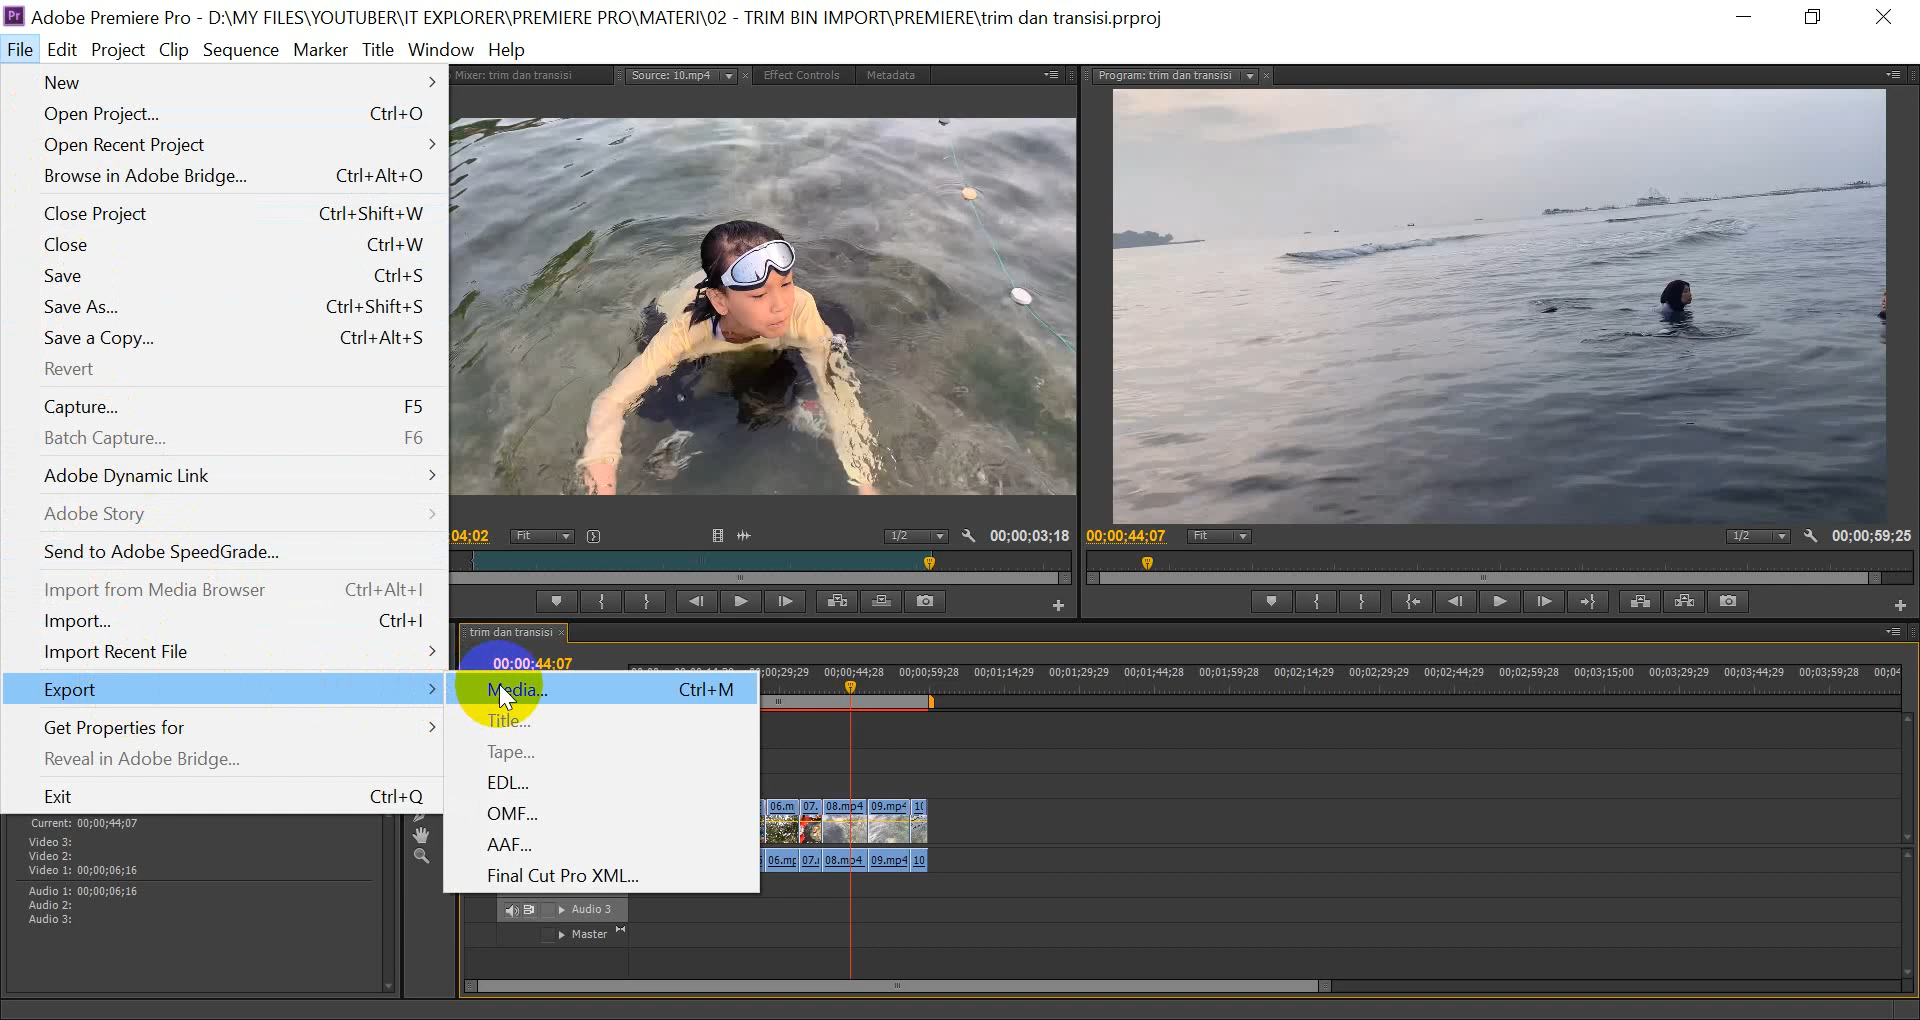 Adobe Premiere Pro - D:\MY FILES\YOUTUBER\IT EXPLORER\PREMIERE PRO\MATERI\02 - TRIM BIN IMPORT\PREMIERE\trim dan transisi.prproj
File Edit Project Clip Sequence Marker Title Window Help
New
Open Project... Ctrl+O
Open Recent Project
Browse in Adobe Bridge... Ctrl+Alt+O
Close Project Ctrl+Shift+W
Close Ctrl+W
Save Ctrl+S
Save As... Ctrl+Shift+S
Save a Copy... Ctrl+Alt+S
Revert
Capture... F5
Batch Capture... F6
Adobe Dynamic Link
Adobe Story
Send to Adobe SpeedGrade...
Import from Media Browser Ctrl+Alt+I
Import... Ctrl+I
Import Recent File
Export
Get Properties for
Reveal in Adobe Bridge...
Exit Ctrl+Q
Media... Ctrl+M
Title...
Tape...
EDL...
OMF...
AAF...
Final Cut Pro XML...
Mixer: trim dan transisi
Source: 10.mp4
Effect Controls
Metadata
Program: trim dan transisi
04;02 Fit 1/2 00;00;03;18
00;00;44;07 Fit 1/2 00;00;59;25
trim dan transisi
00;00;44;07
00;29;29 00;00;44;28 00;00;59;28 00;01;14;29 00;01;29;29 00;01;44;28 00;01;59;28 00;02;14;29 00;02;29;29 00;02;44;28 00;02;59;28 00;03;15;00 00;03;29;29 00;03;44;29 00;03;59;28 00;04
06.m 07. 08.mp4 09.mp4 10
06.mp 07. 08.mp4 09.mp4 10
Audio 3
Master
Current: 00;00;44;07
Video 3:
Video 2:
Video 1: 00;00;06;16
Audio 1: 00;00;06;16
Audio 2:
Audio 3: